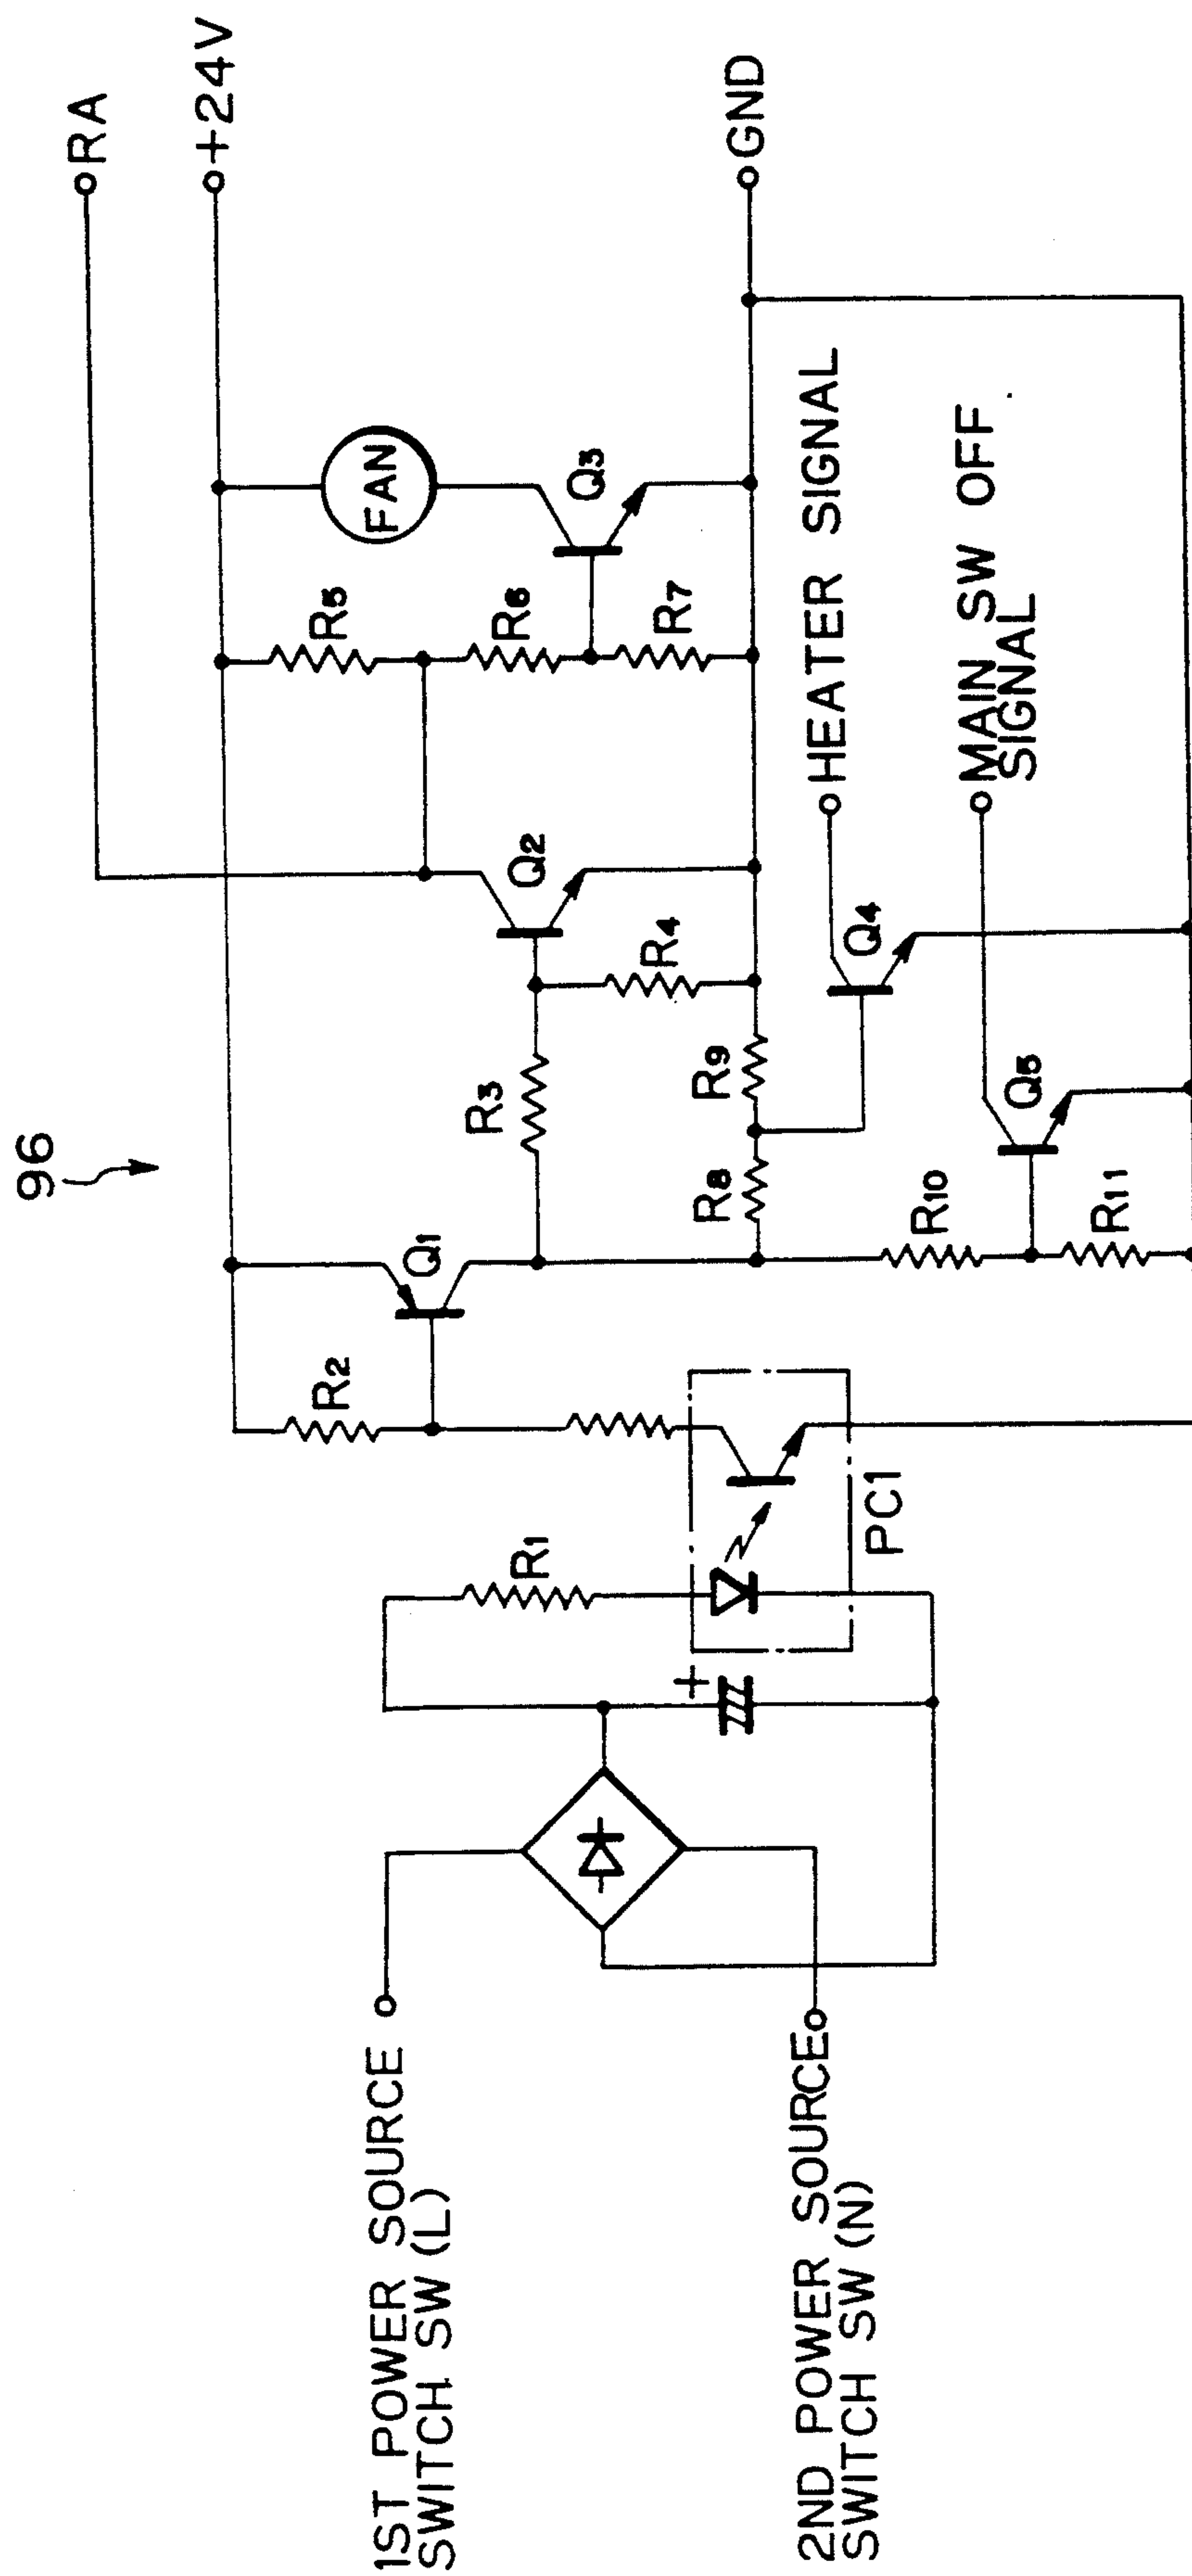 96
RA
+24V
GND
1ST POWER SOURCE
SWITCH SW (L)
2ND POWER SOURCE
SWITCH SW (N)
R1
PC1
R2
Q1
R3
R4
Q2
R5
R6
R7
FAN
Q3
R8
R9
Q4
HEATER SIGNAL
R10
R11
Q5
MAIN SW OFF
SIGNAL